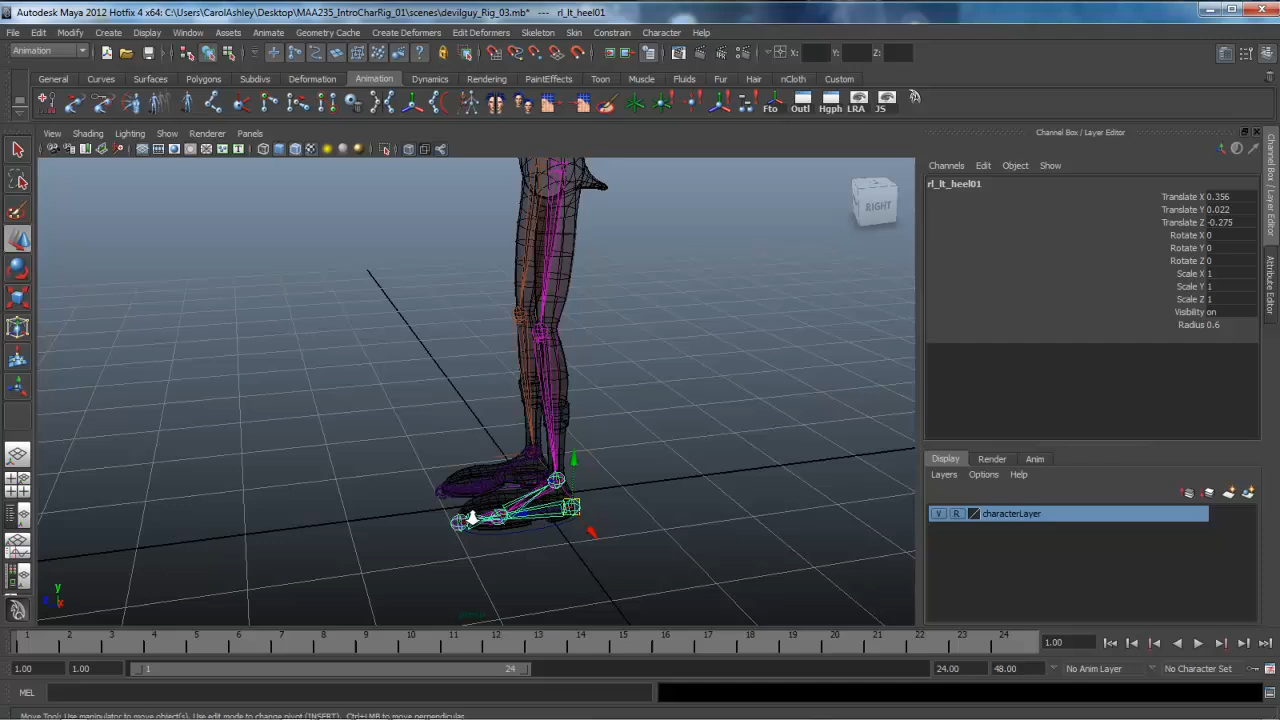 Autodesk Maya 2012 Hotfix 4 x64: C:\Users\CarolAshley\Desktop\MAA235_IntroCharRig_01\scenes\devilguy_Rig_03.mb* --- rl_lt_heel01
File Edit Modify Create Display Window Assets Animate Geometry Cache Create Deformers Edit Deformers Skeleton Skin Constrain Character Help
Animation X: Y: Z:
General Curves Surfaces Polygons Subdivs Deformation Animation Dynamics Rendering PaintEffects Toon Muscle Fluids Fur Hair nCloth Custom
Fto Outl Hgph LRA JS
View Shading Lighting Show Renderer Panels
Channel Box / Layer Editor
Channels Edit Object Show
rl_lt_heel01
Translate X 0.356
Translate Y 0.022
Translate Z -0.275
Rotate X 0
Rotate Y 0
Rotate Z 0
Scale X 1
Scale Y 1
Scale Z 1
Visibility on
Radius 0.6
Channel Box / Layer Editor
Attribute Editor
RIGHT
Display Render Anim
Layers Options Help
V R characterLayer
y
z x
persp
1 2 3 4 5 6 7 8 9 10 11 12 13 14 15 16 17 18 19 20 21 22 23 24 1.00
1.00 1.00 1 24 24.00 48.00 No Anim Layer No Character Set
MEL
Move Tool: Use manipulator to move object(s). Use edit mode to change pivot (INSERT). Ctrl+LMB to move perpendicular.